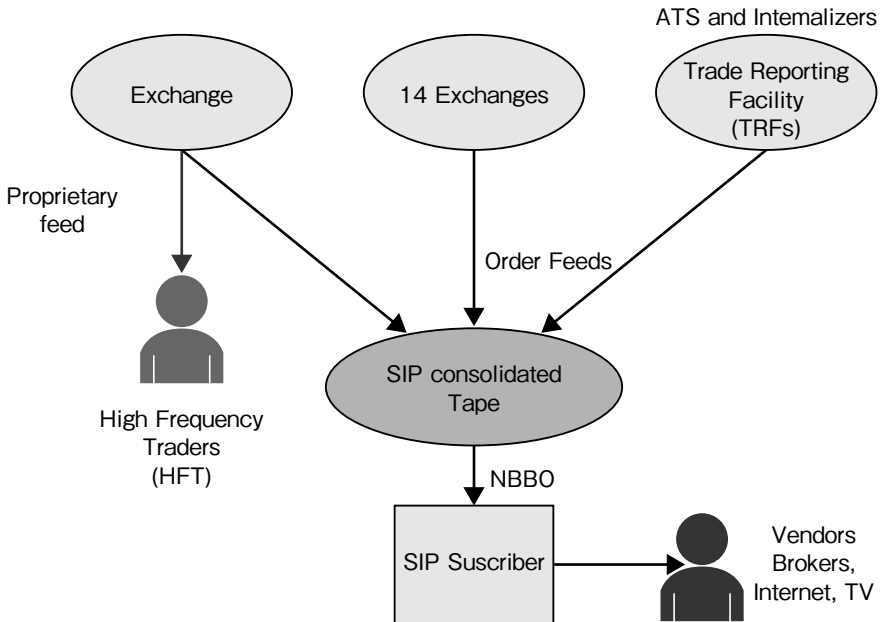 ATS and Intemalizers
Exchange
14 Exchanges
Trade Reporting
Facility
(TRFs)
Proprietary
feed
Order Feeds
SIP consolidated
Tape
High Frequency
Traders
(HFT)
NBBO
SIP Suscriber
Vendors
Brokers,
Internet, TV